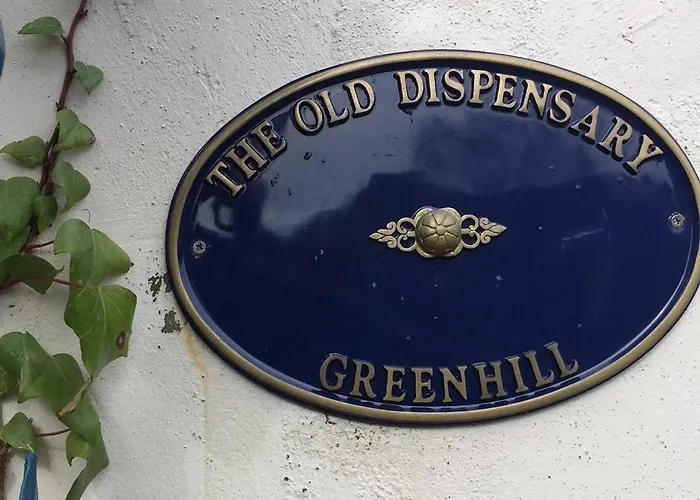 THE OLD DISPENSARY
GREENHILL